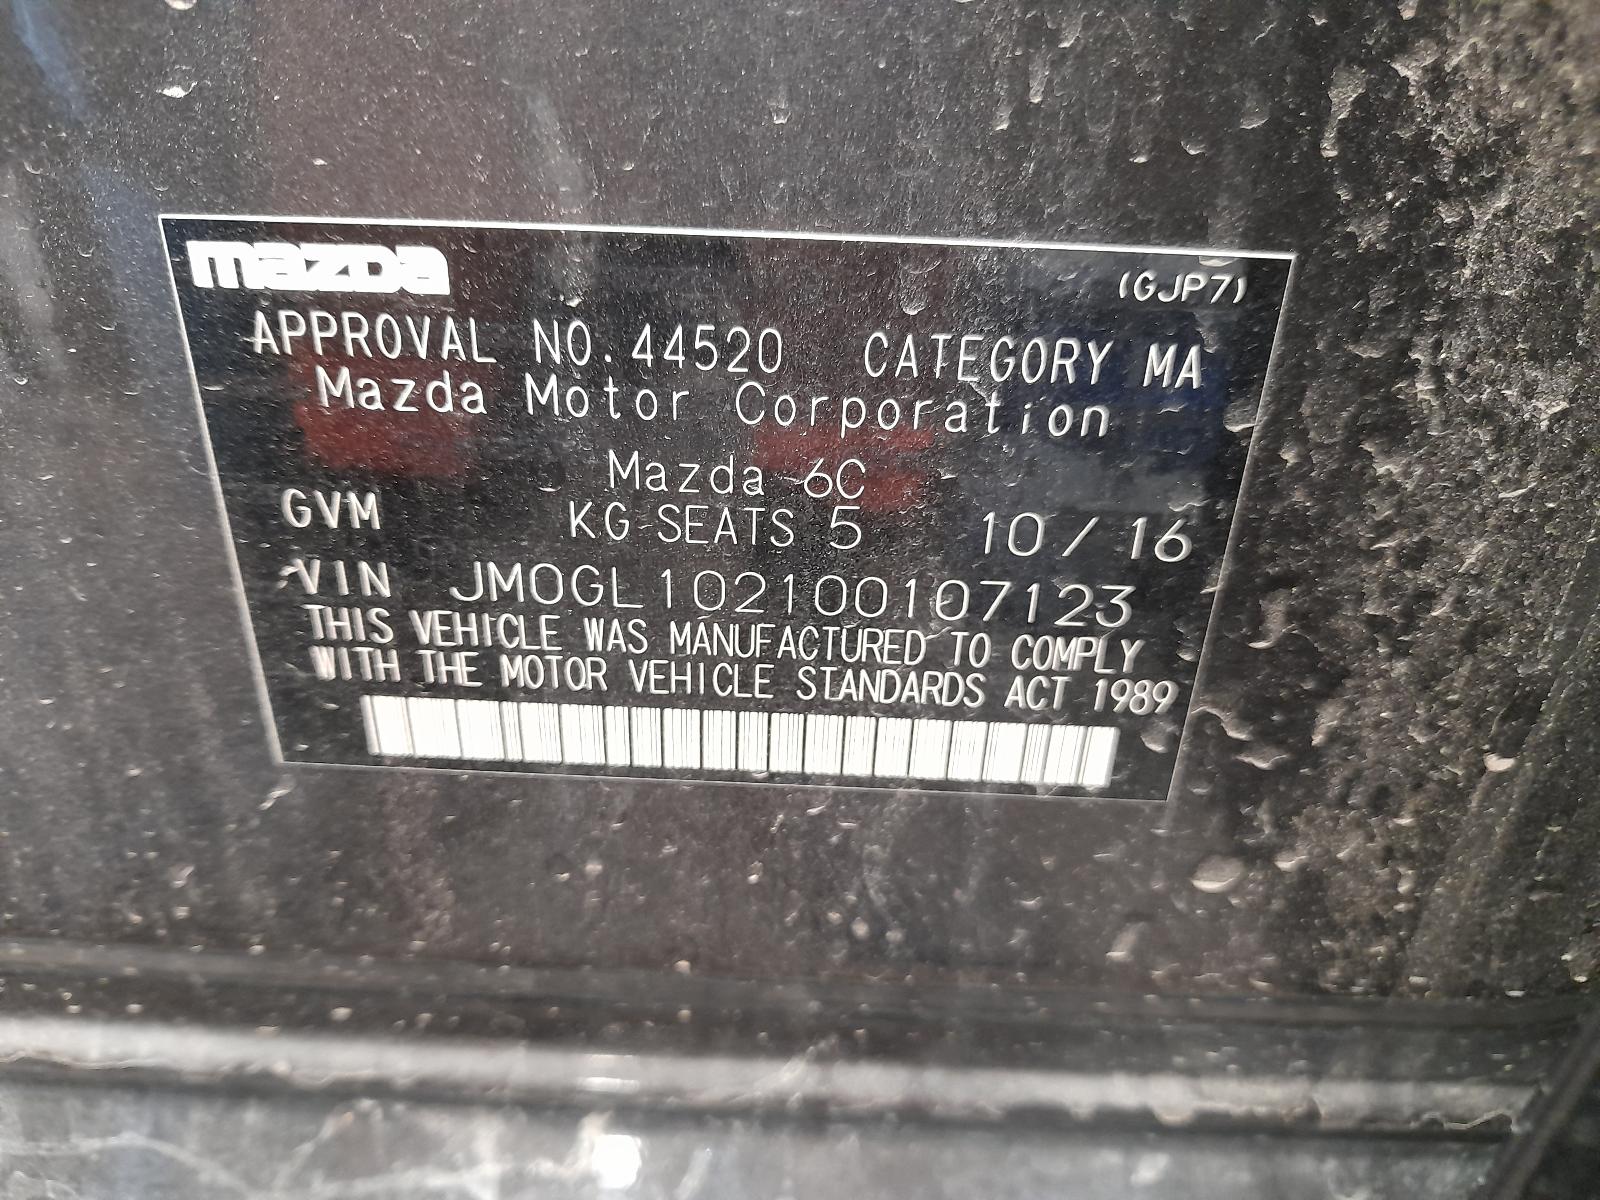 mazda (GJP7)
APPROVAL NO. 44520 CATEGORY MA
Mazda Motor Corporation
Mazda 6C
GVM KG SEATS 5 10/16
VIN JM0GL102100107123
THIS VEHICLE WAS MANUFACTURED TO COMPLY
WITH THE MOTOR VEHICLE STANDARDS ACT 1989